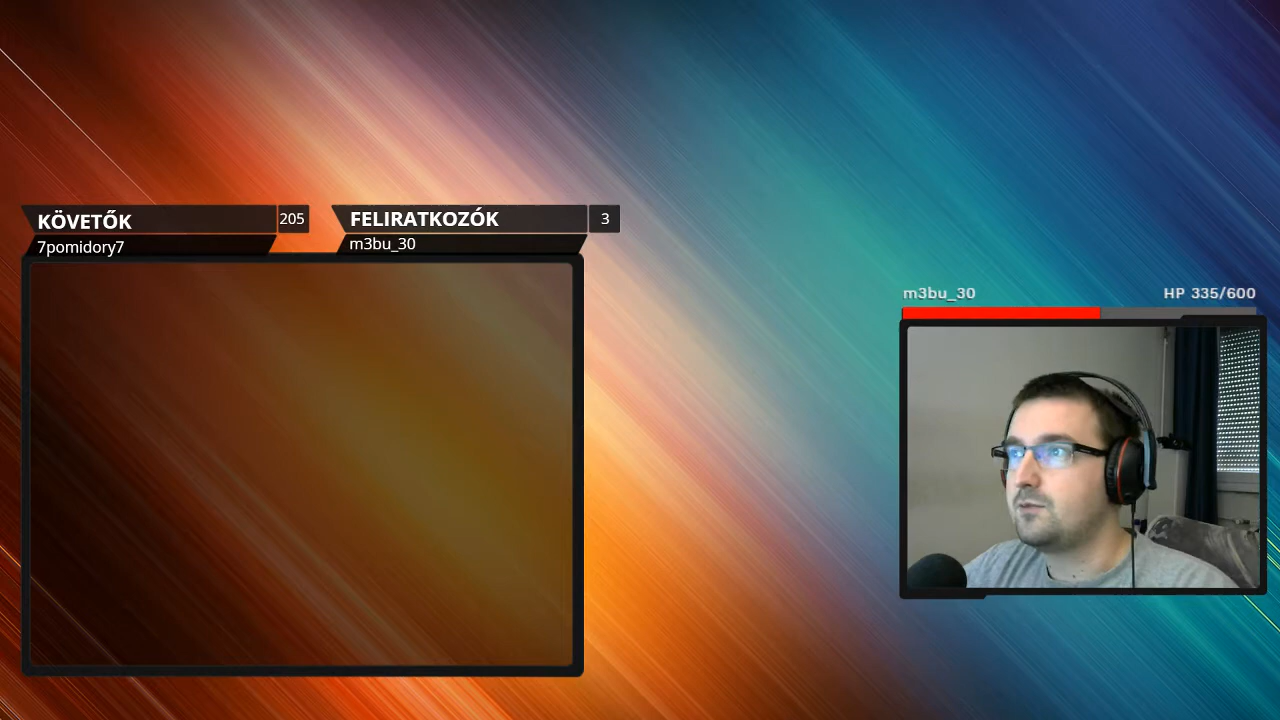 KÖVETŐK 205
7pomidory7
FELIRATKOZÓK 3
m3bu_30
m3bu_30 HP 335/600